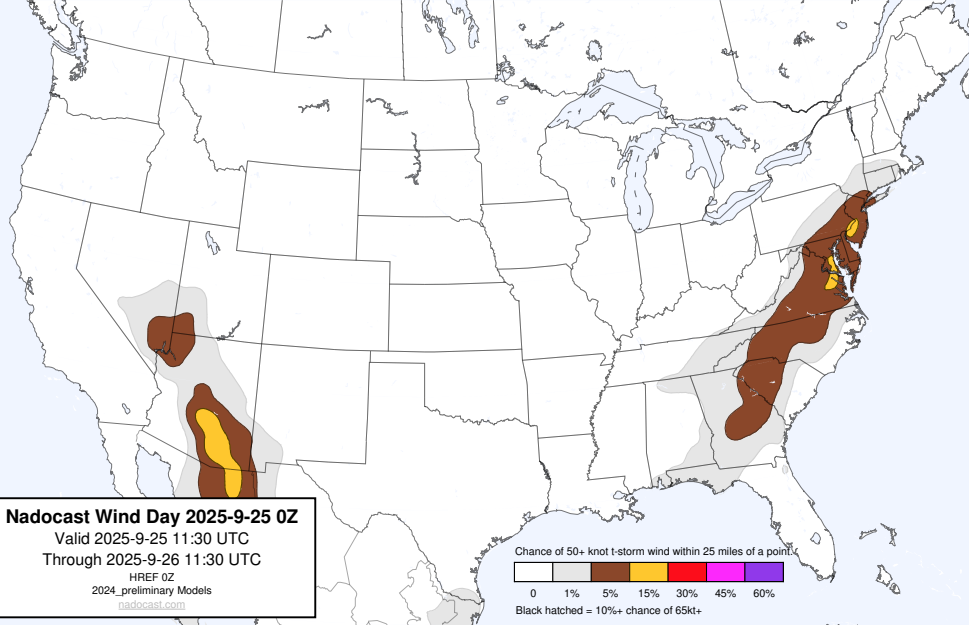 Nadocast Wind Day 2025-9-25 0Z
Valid 2025-9-25 11:30 UTC
Through 2025-9-26 11:30 UTC
HREF 0Z
2024_preliminary Models
nadocast.com
Chance of 50+ knot t-storm wind within 25 miles of a point.
0 1% 5% 15% 30% 45% 60%
Black hatched = 10%+ chance of 65kt+